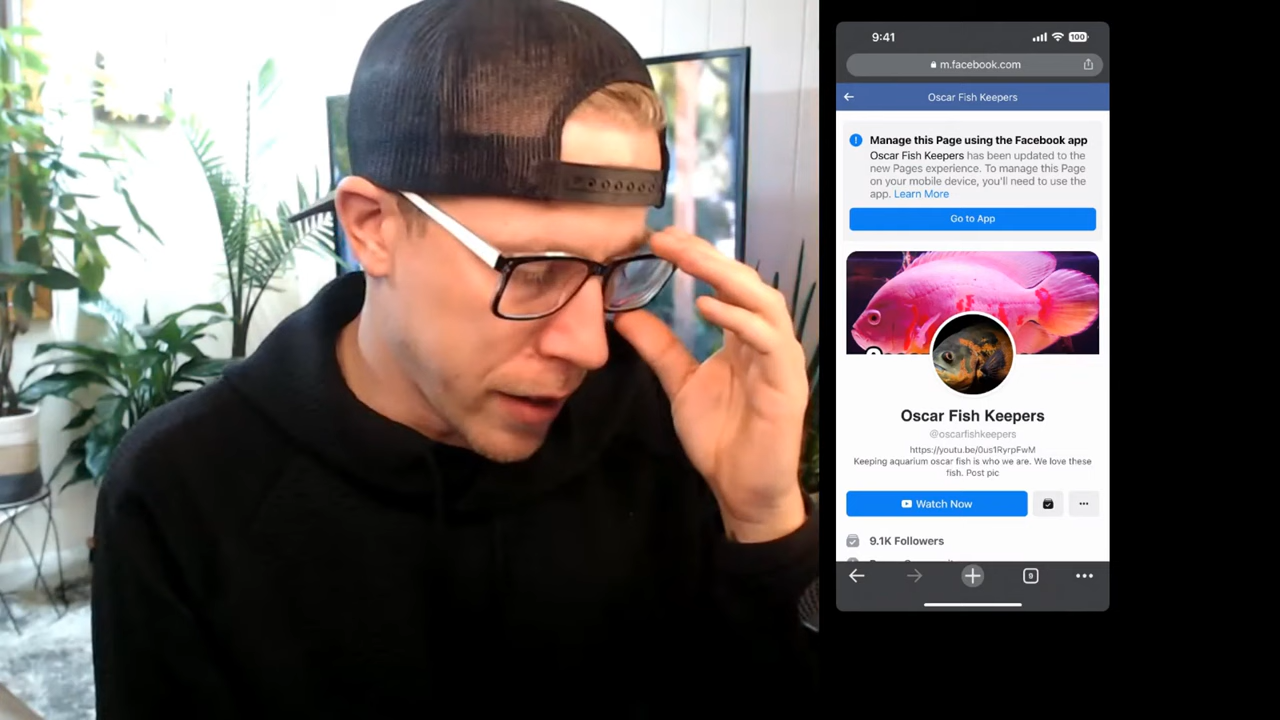 9:41
100
m.facebook.com
Oscar Fish Keepers
Manage this Page using the Facebook app
Oscar Fish Keepers has been updated to the
new Pages experience. To manage this Page
on your mobile device, you'll need to use the
app. Learn More
Go to App
Oscar Fish Keepers
@oscarfishkeepers
https://youtu.be/0us1RyrpFwM
Keeping aquarium oscar fish is who we are. We love these
fish. Post pic
Watch Now
9.1K Followers
9